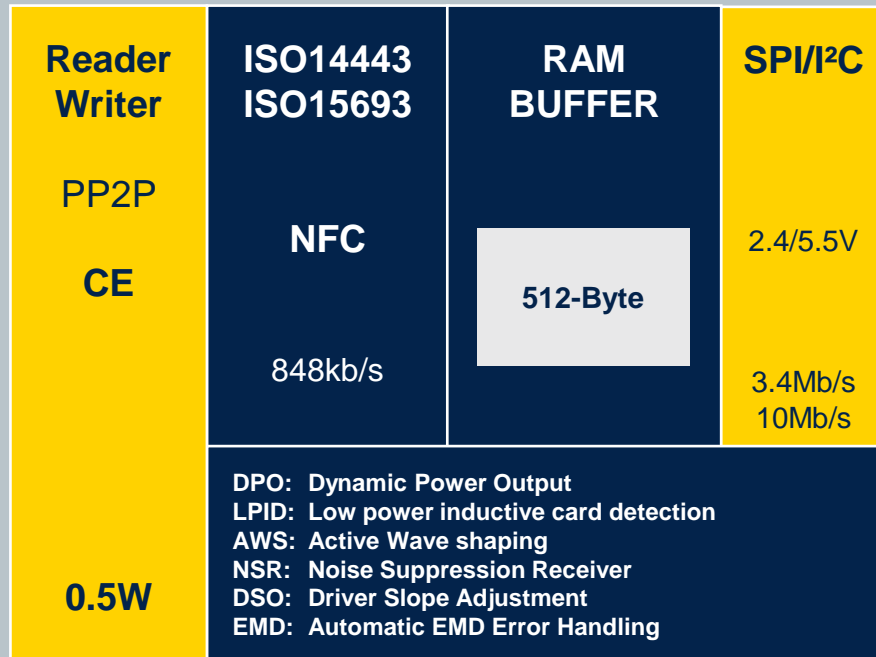 Reader
Writer
PP2P
CE
0.5W
ISO14443
ISO15693
NFC
848kb/s
RAM
BUFFER
512-Byte
SPI/I²C
2.4/5.5V
3.4Mb/s
10Mb/s
DPO: Dynamic Power Output
LPID: Low power inductive card detection
AWS: Active Wave shaping
NSR: Noise Suppression Receiver
DSO: Driver Slope Adjustment
EMD: Automatic EMD Error Handling